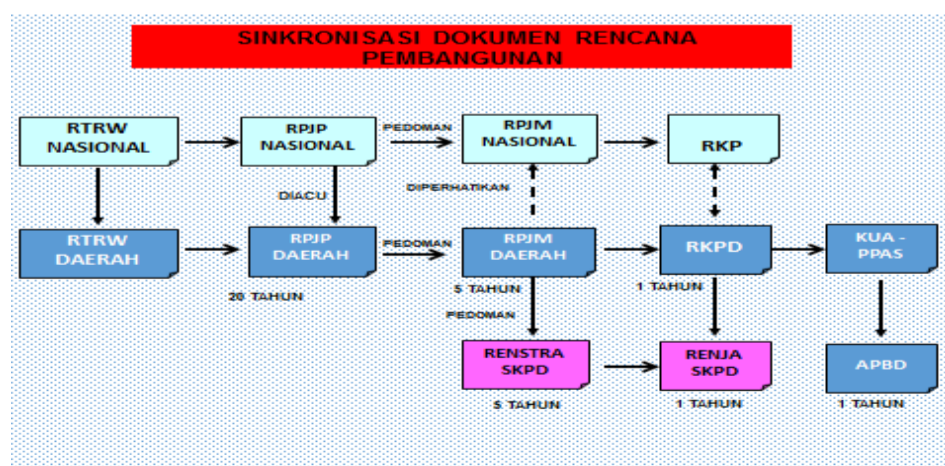 SINKRONISASI DOKUMEN RENCANA
PEMBANGUNAN
RTRW
NASIONAL
RPJP
NASIONAL
PEDOMAN
RPJM
NASIONAL
RKP
DIACU
DIPERHATIKAN
RTRW
DAERAH
RPJP
DAERAH
PEDOMAN
RPJM
DAERAH
RKPD
KUA -
PPAS
20 TAHUN
5 TAHUN
1 TAHUN
PEDOMAN
RENSTRA
SKPD
RENJA
SKPD
APBD
5 TAHUN
1 TAHUN
1 TAHUN